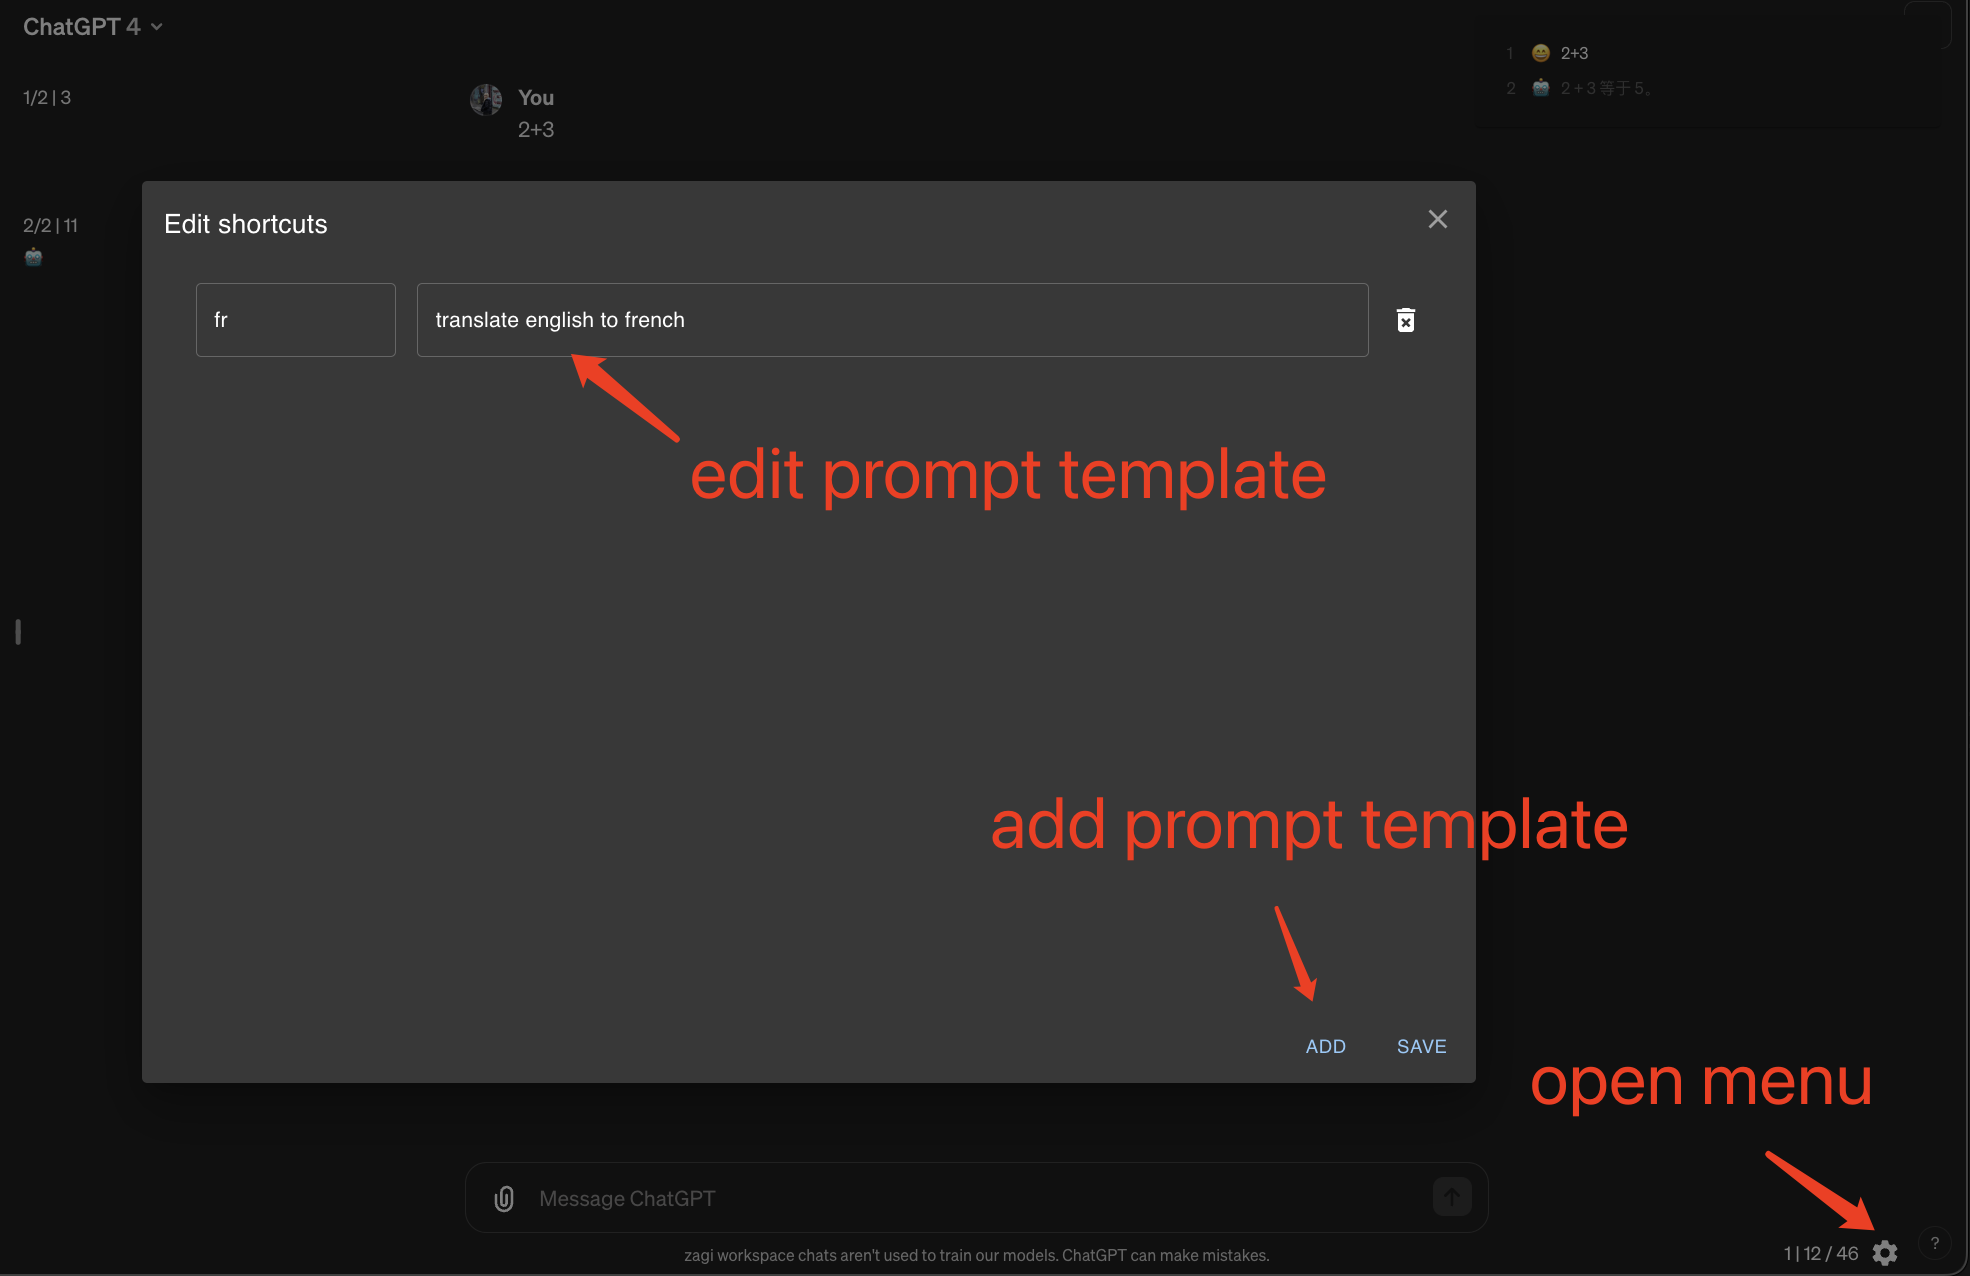 ChatGPT 4
1/2 | 3
You
2+3
1 2+3
2 2 + 3 等于 5。
2/2 | 11
Edit shortcuts
fr
translate english to french
edit prompt template
add prompt template
ADD SAVE
open menu
Message ChatGPT
zagi workspace chats aren't used to train our models. ChatGPT can make mistakes.
1 | 12 / 46
?